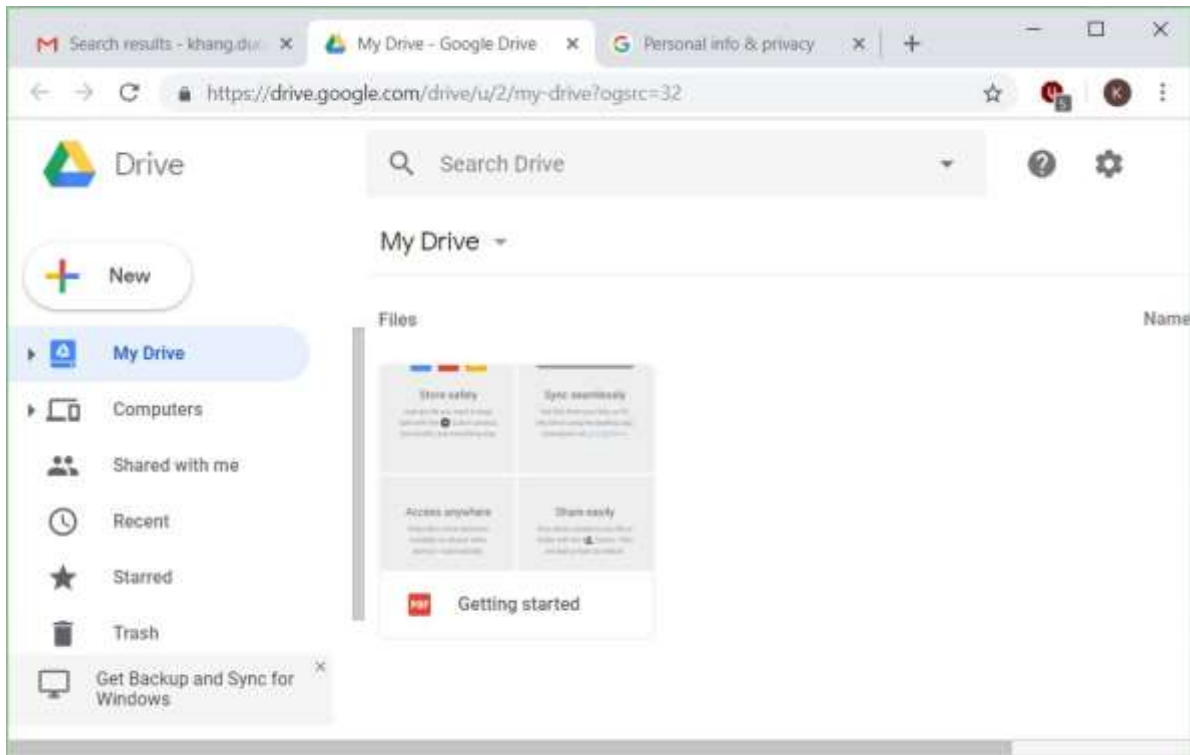 Search results - khang.duc
My Drive - Google Drive
Personal info & privacy
https://drive.google.com/drive/u/2/my-drive?ogsrc=32
5
K
Drive
Search Drive
My Drive
New
Files
Name
My Drive
Computers
Shared with me
Recent
Starred
Trash
Get Backup and Sync for
Windows
Store safely
Sync seamlessly
Access anywhere
Share easily
PDF
Getting started